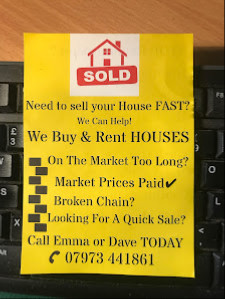 SOLD
Need to sell your House FAST?
We Can Help!
We Buy & Rent HOUSES
On The Market Too Long?
Market Prices Paid✔
Broken Chain?
Looking For A Quick Sale?
Call Emma or Dave TODAY
07973 441861
£
3